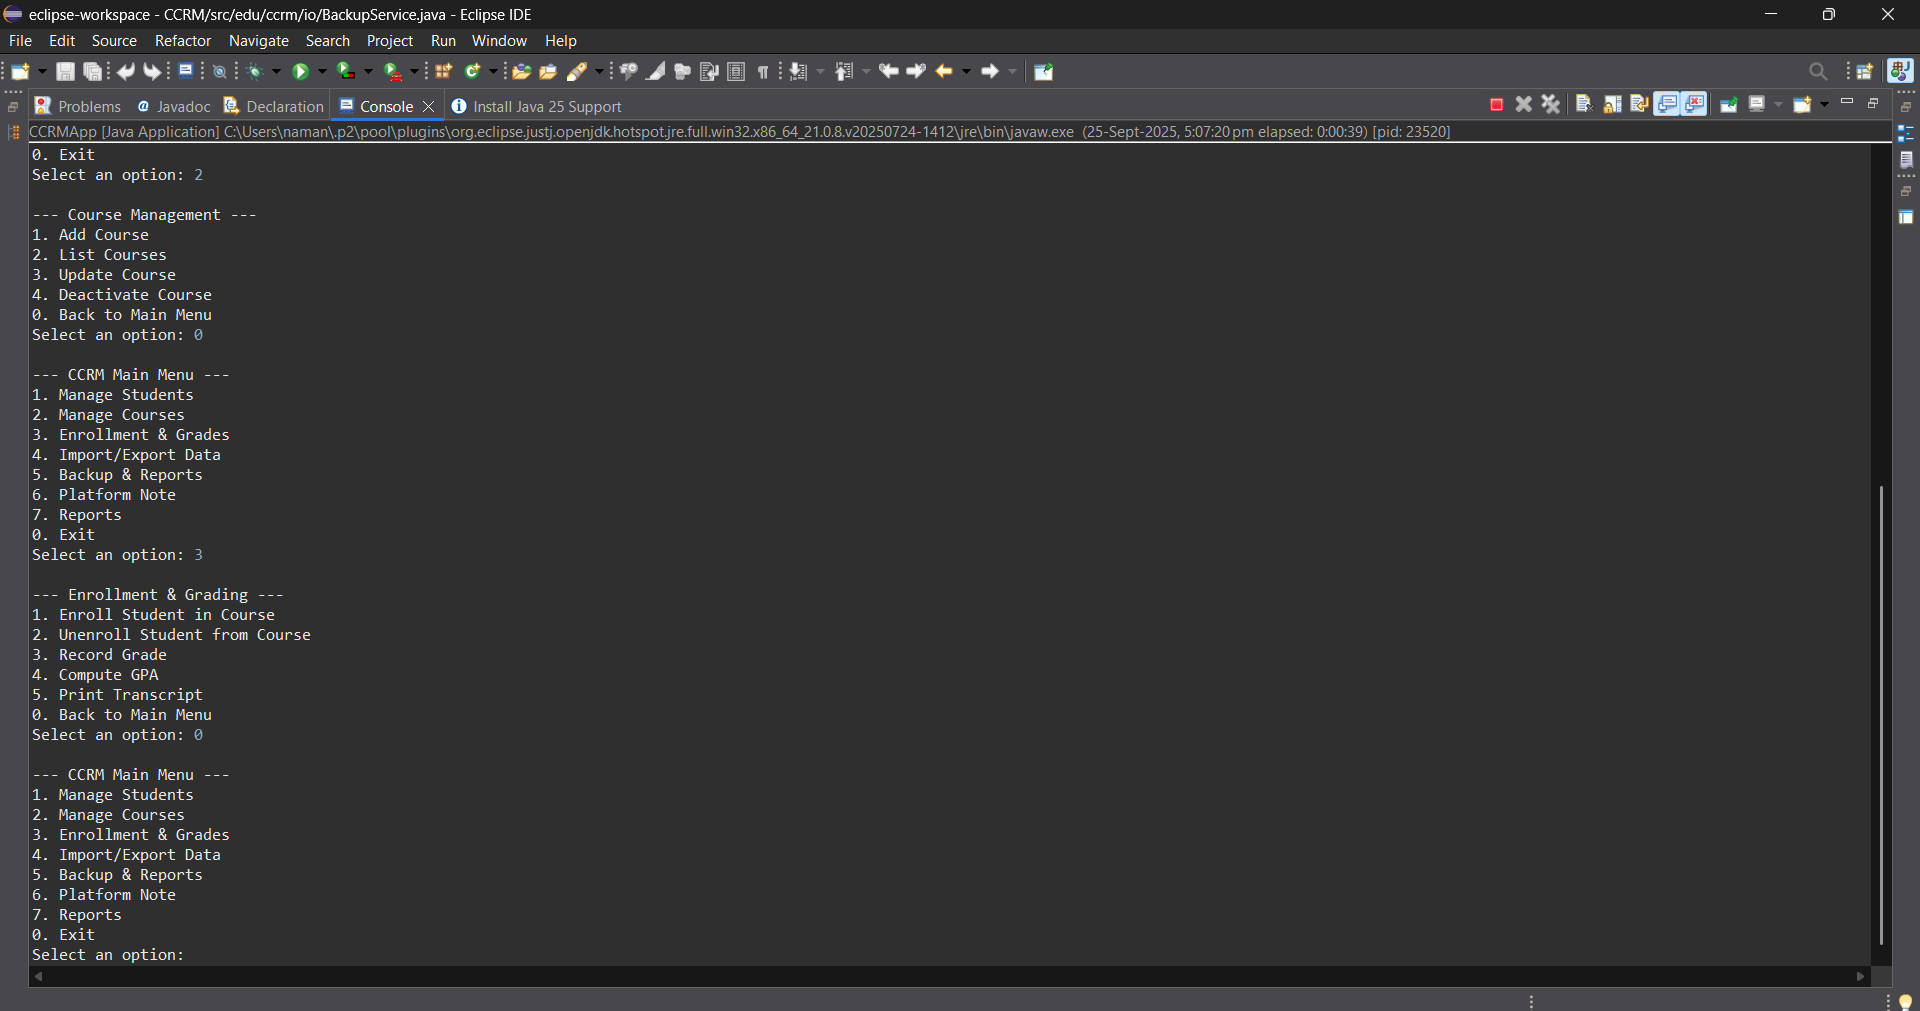 eclipse-workspace - CCRM/src/edu/ccrm/io/BackupService.java - Eclipse IDE
File Edit Source Refactor Navigate Search Project Run Window Help
Problems Javadoc Declaration Console Install Java 25 Support
CCRMApp [Java Application] C:\Users\naman\.p2\pool\plugins\org.eclipse.justj.openjdk.hotspot.jre.full.win32.x86_64_21.0.8.v20250724-1412\jre\bin\javaw.exe (25-Sept-2025, 5:07:20 pm elapsed: 0:00:39) [pid: 23520]
0. Exit
Select an option: 2
--- Course Management ---
1. Add Course
2. List Courses
3. Update Course
4. Deactivate Course
0. Back to Main Menu
Select an option: 0
--- CCRM Main Menu ---
1. Manage Students
2. Manage Courses
3. Enrollment & Grades
4. Import/Export Data
5. Backup & Reports
6. Platform Note
7. Reports
0. Exit
Select an option: 3
--- Enrollment & Grading ---
1. Enroll Student in Course
2. Unenroll Student from Course
3. Record Grade
4. Compute GPA
5. Print Transcript
0. Back to Main Menu
Select an option: 0
--- CCRM Main Menu ---
1. Manage Students
2. Manage Courses
3. Enrollment & Grades
4. Import/Export Data
5. Backup & Reports
6. Platform Note
7. Reports
0. Exit
Select an option: